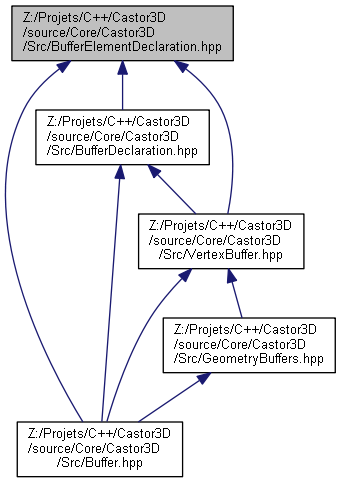 Z:/Projets/C++/Castor3D
/source/Core/Castor3D
/Src/BufferElementDeclaration.hpp
Z:/Projets/C++/Castor3D
/source/Core/Castor3D
/Src/BufferDeclaration.hpp
Z:/Projets/C++/Castor3D
/source/Core/Castor3D
/Src/VertexBuffer.hpp
Z:/Projets/C++/Castor3D
/source/Core/Castor3D
/Src/GeometryBuffers.hpp
Z:/Projets/C++/Castor3D
/source/Core/Castor3D
/Src/Buffer.hpp